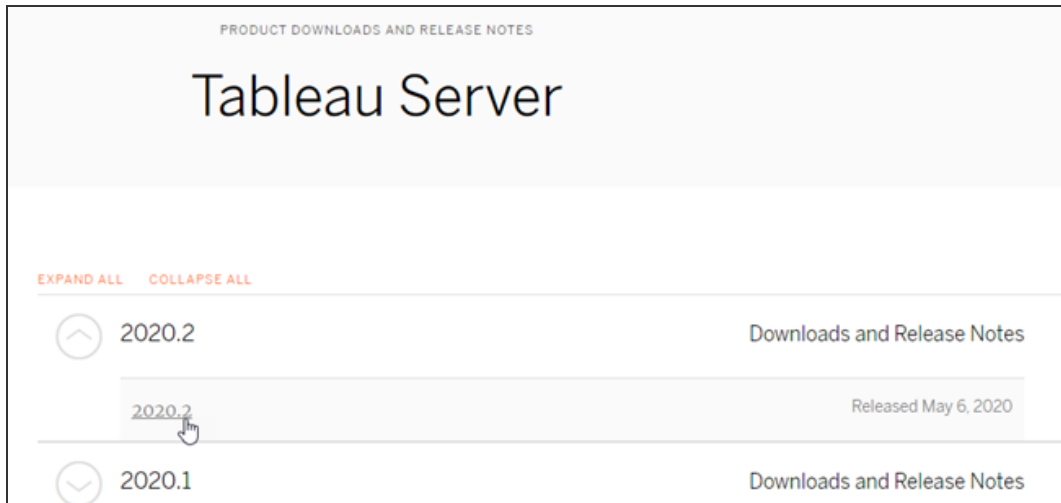 PRODUCT DOWNLOADS AND RELEASE NOTES
Tableau Server
EXPAND ALL COLLAPSE ALL
2020.2 Downloads and Release Notes
2020.2 Released May 6, 2020
2020.1 Downloads and Release Notes